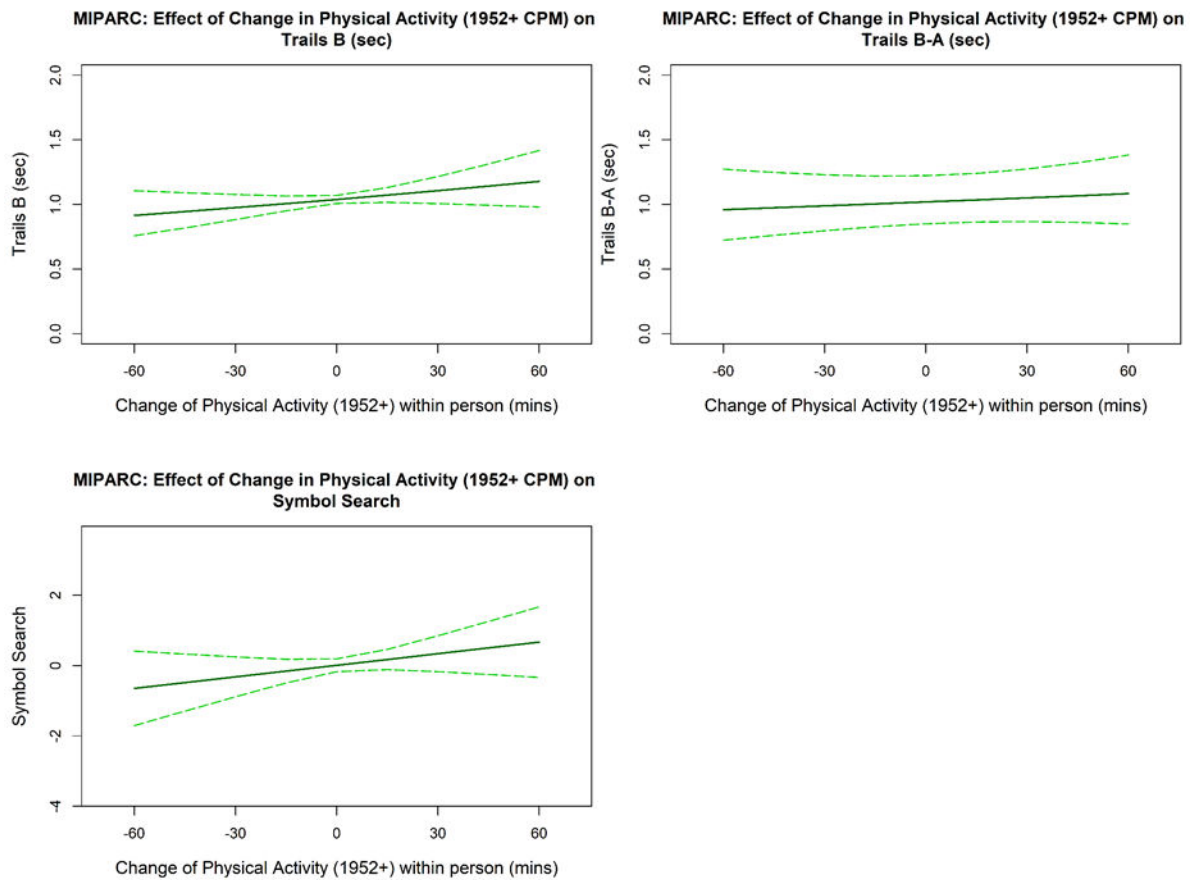 MIPARC: Effect of Change in Physical Activity (1952+ CPM) on
Trails B (sec)
2.0
1.5
1.0
0.5
0.0
Trails B (sec)
-60 -30 0 30 60
Change of Physical Activity (1952+) within person (mins)
MIPARC: Effect of Change in Physical Activity (1952+ CPM) on
Trails B-A (sec)
2.0
1.5
1.0
0.5
0.0
Trails B-A (sec)
-60 -30 0 30 60
Change of Physical Activity (1952+) within person (mins)
MIPARC: Effect of Change in Physical Activity (1952+ CPM) on
Symbol Search
2
0
-2
-4
Symbol Search
-60 -30 0 30 60
Change of Physical Activity (1952+) within person (mins)